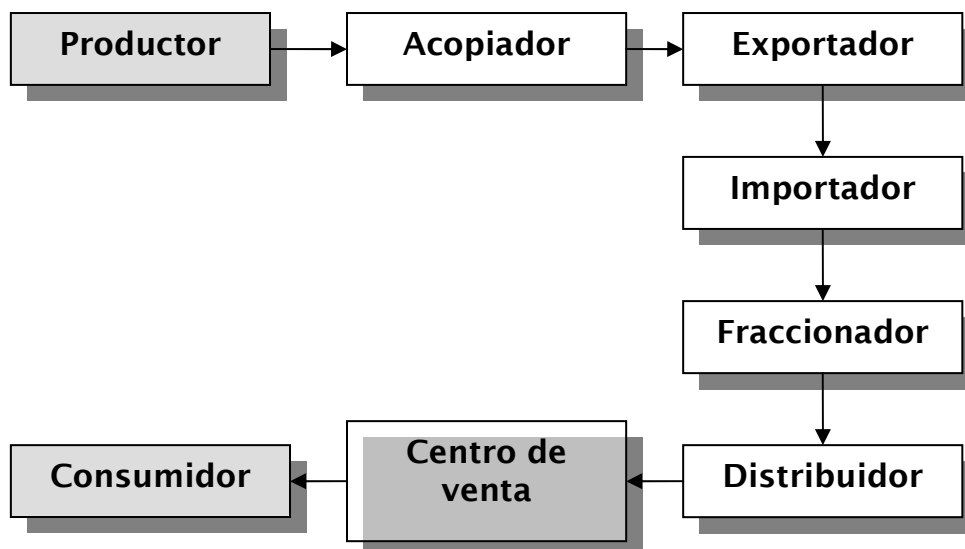 Productor
Acopiador
Exportador
Importador
Fraccionador
Distribuidor
Centro de
venta
Consumidor